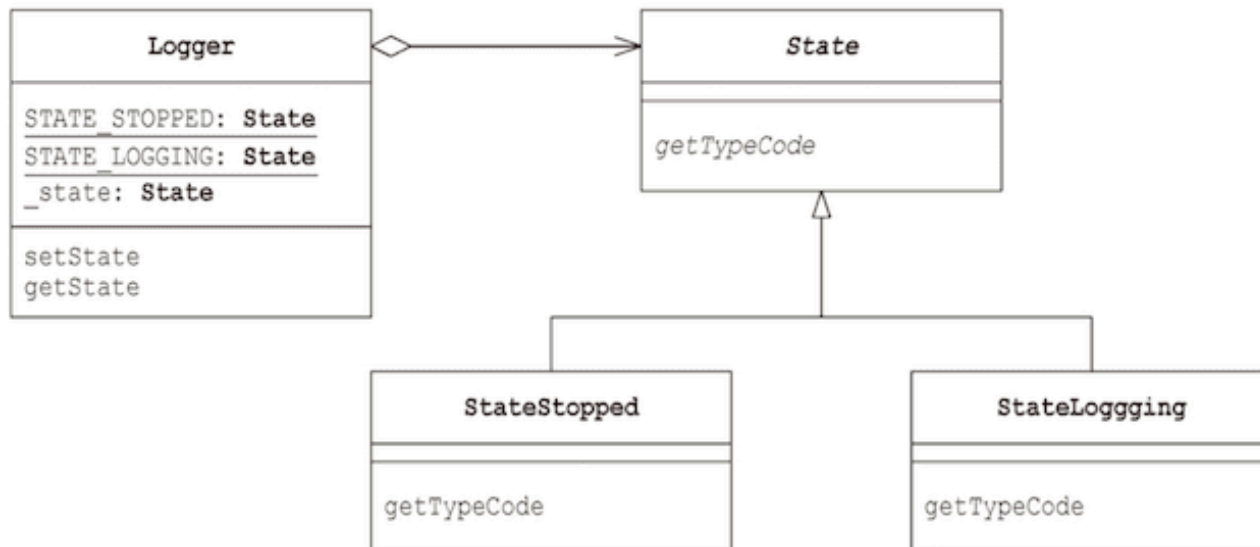 Logger
STATE_STOPPED: State
STATE_LOGGING: State
_state: State
setState
getState
State
getTypeCode
StateStopped
getTypeCode
StateLoggging
getTypeCode